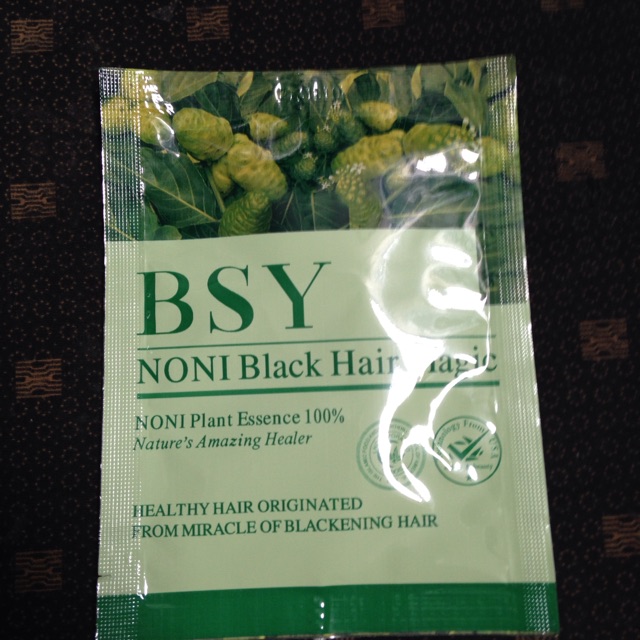 BSY
NONI Black Hair Magic
NONI Plant Essence 100%
Nature's Amazing Healer
HEALTHY HAIR ORIGINATED
FROM MIRACLE OF BLACKENING HAIR